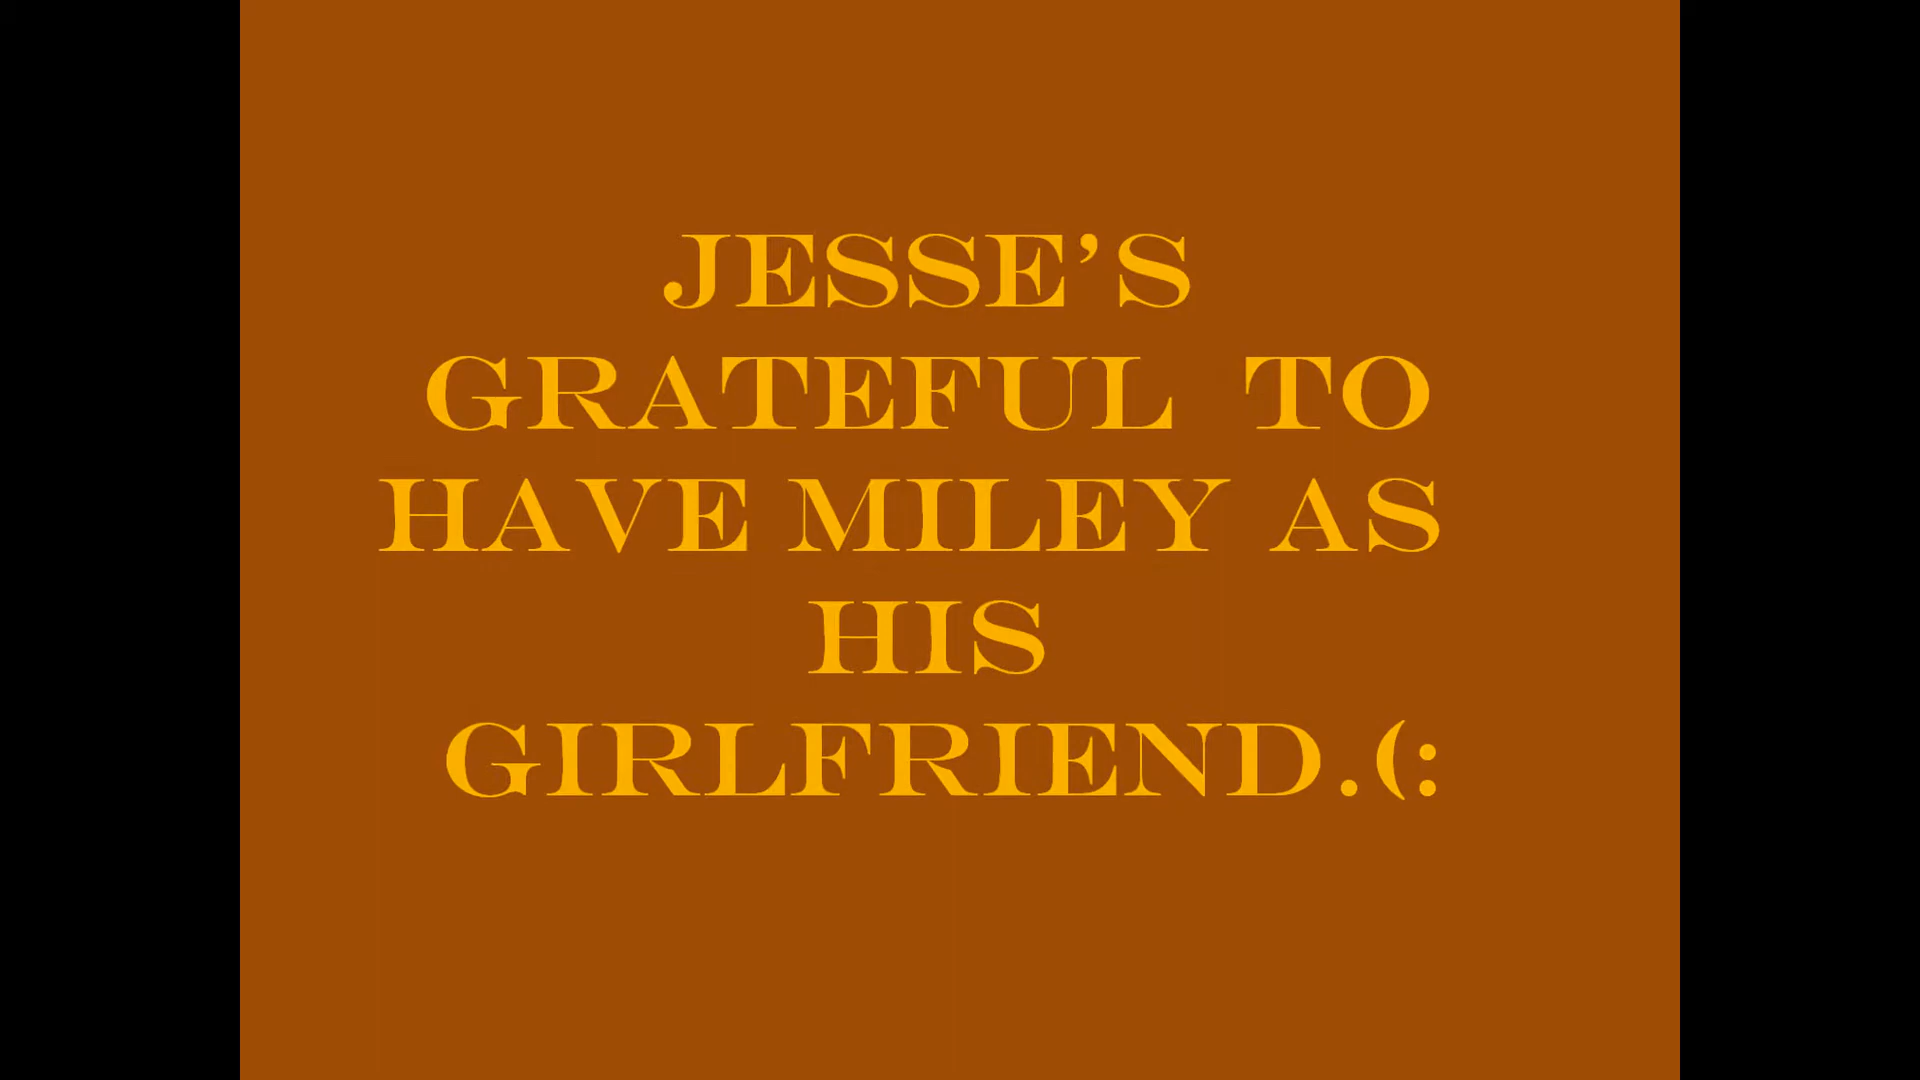 JESSE'S
GRATEFUL  TO
HAVE MILEY AS
HIS
GIRLFRIEND.(: